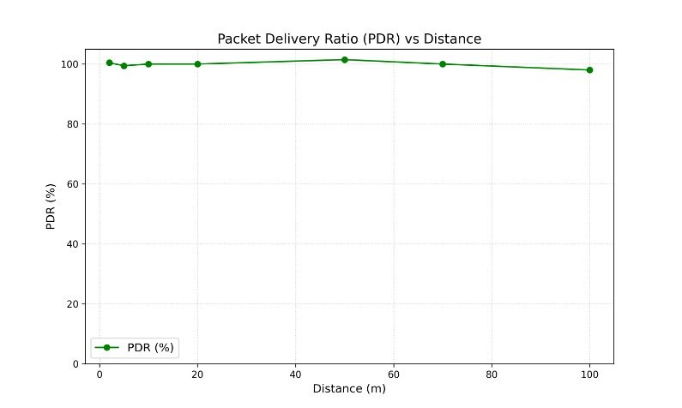 Packet Delivery Ratio (PDR) vs Distance
100
80
60
40
20
0
PDR (%)
PDR (%)
0 20 40 60 80 100
Distance (m)